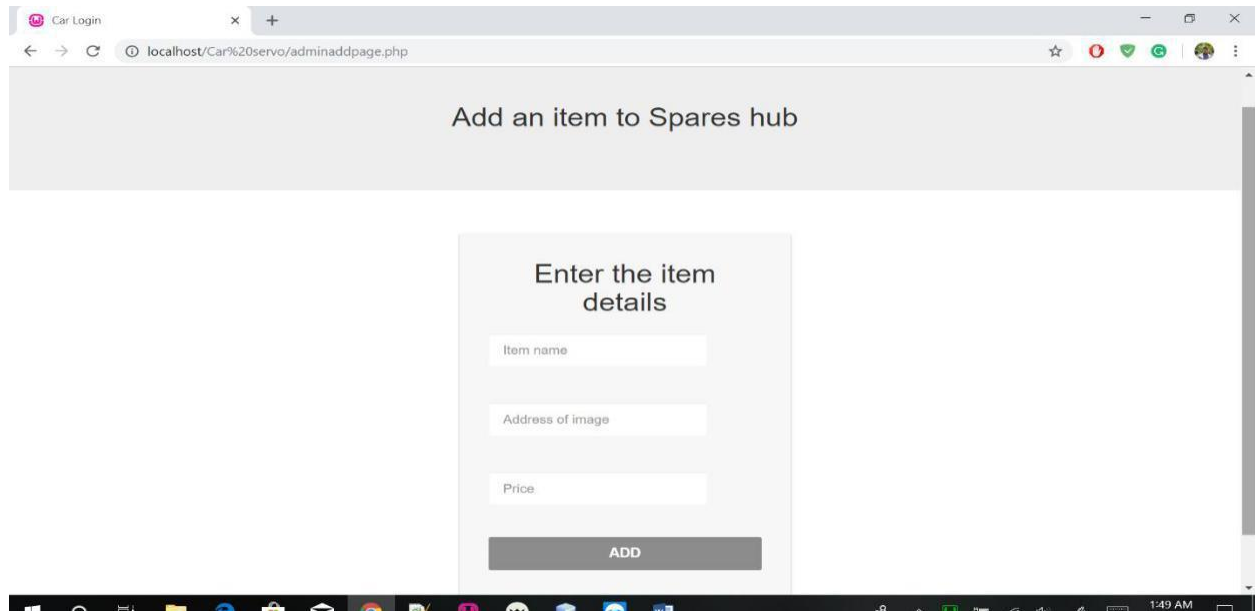 Car Login
localhost/Car%20servo/adminaddpage.php
Add an item to Spares hub
Enter the item
details
Item name
Address of image
Price
ADD
1:49 AM